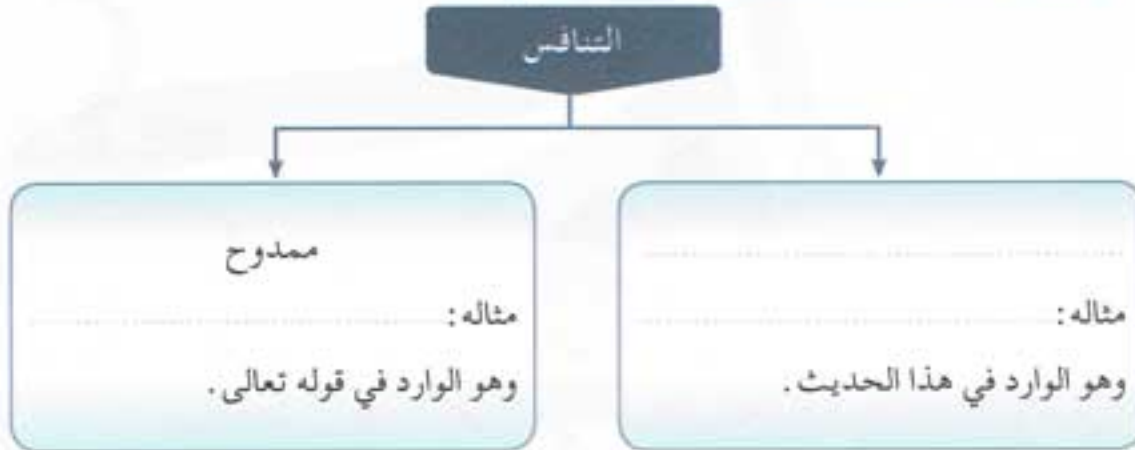 التنافس
.....................
مثاله: .....................
وهو الوارد في هذا الحديث.
ممدوح
مثاله: .....................
وهو الوارد في قوله تعالى.